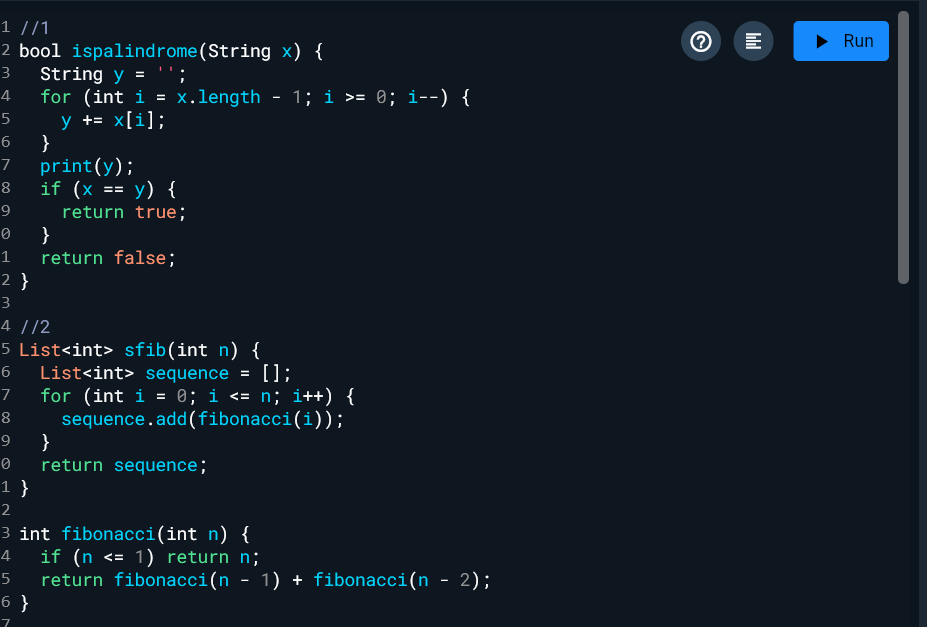 1 //1
2 bool ispalindrome(String x) {
3   String y = '';
4   for (int i = x.length - 1; i >= 0; i--) {
5     y += x[i];
6   }
7   print(y);
8   if (x == y) {
9     return true;
0   }
1   return false;
2 }
3
4 //2
5 List<int> sfib(int n) {
6   List<int> sequence = [];
7   for (int i = 0; i <= n; i++) {
8     sequence.add(fibonacci(i));
9   }
0   return sequence;
1 }
2
3 int fibonacci(int n) {
4   if (n <= 1) return n;
5   return fibonacci(n - 1) + fibonacci(n - 2);
6 }
7
?
Run